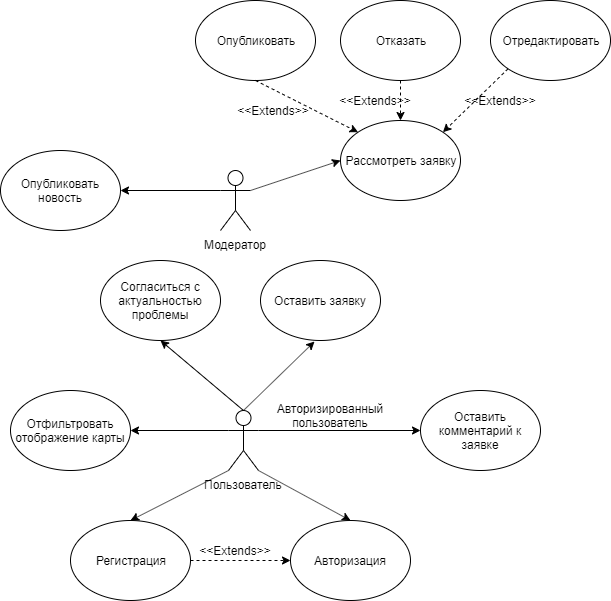 Опубликовать
Отказать
Отредактировать
<<Extends>>
<<Extends>>
<<Extends>>
Рассмотреть заявку
Опубликовать
новость
Модератор
Согласиться с
актуальностью
проблемы
Оставить заявку
Отфильтровать
отображение карты
Авторизированный
пользователь
Оставить
комментарий к
заявке
Пользователь
Регистрация
<<Extends>>
Авторизация